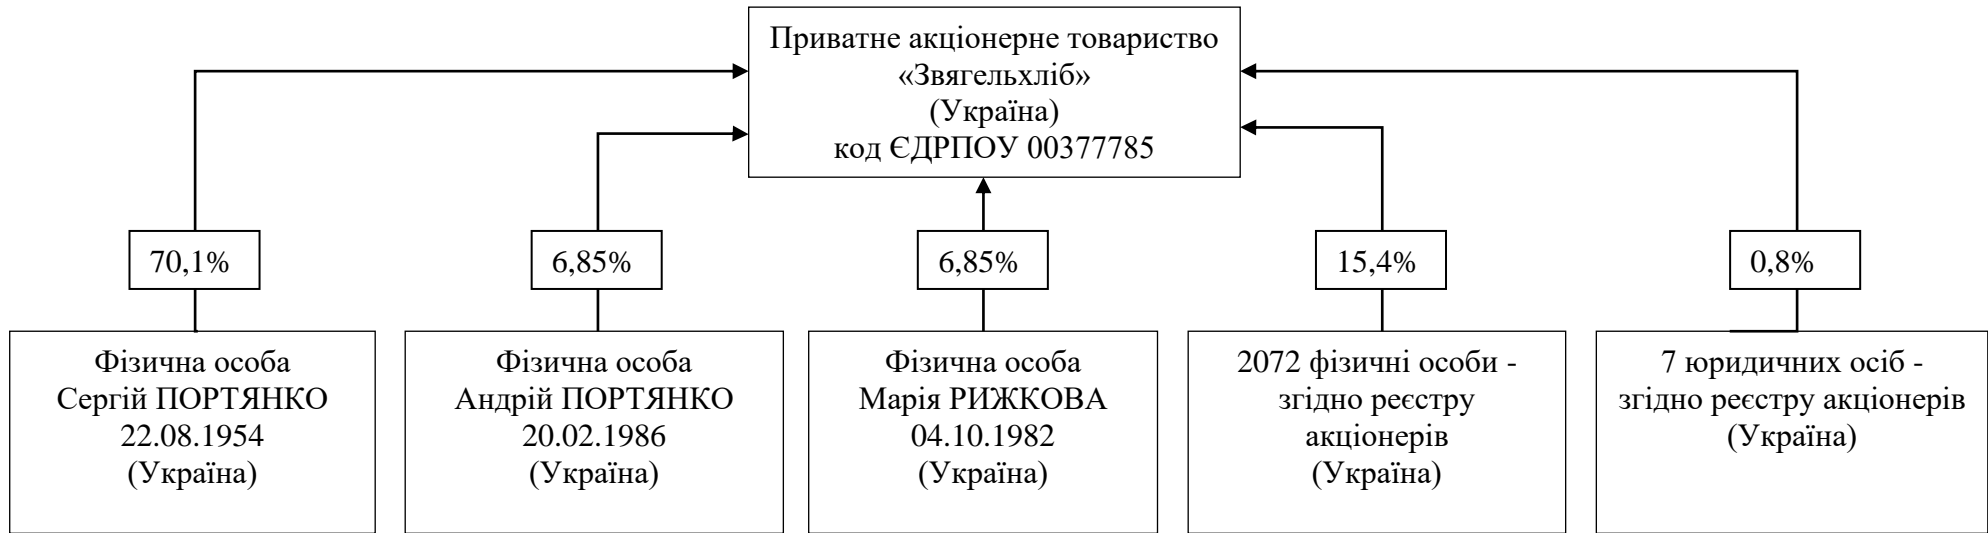 Приватне акціонерне товариство
«Звягельхліб»
(Україна)
код ЄДРПОУ 00377785
70,1%
6,85%
6,85%
15,4%
0,8%
Фізична особа
Сергій ПОРТЯНКО
22.08.1954
(Україна)
Фізична особа
Андрій ПОРТЯНКО
20.02.1986
(Україна)
Фізична особа
Марія РИЖКОВА
04.10.1982
(Україна)
2072 фізичні особи -
згідно реєстру
акціонерів
(Україна)
7 юридичних осіб -
згідно реєстру акціонерів
(Україна)